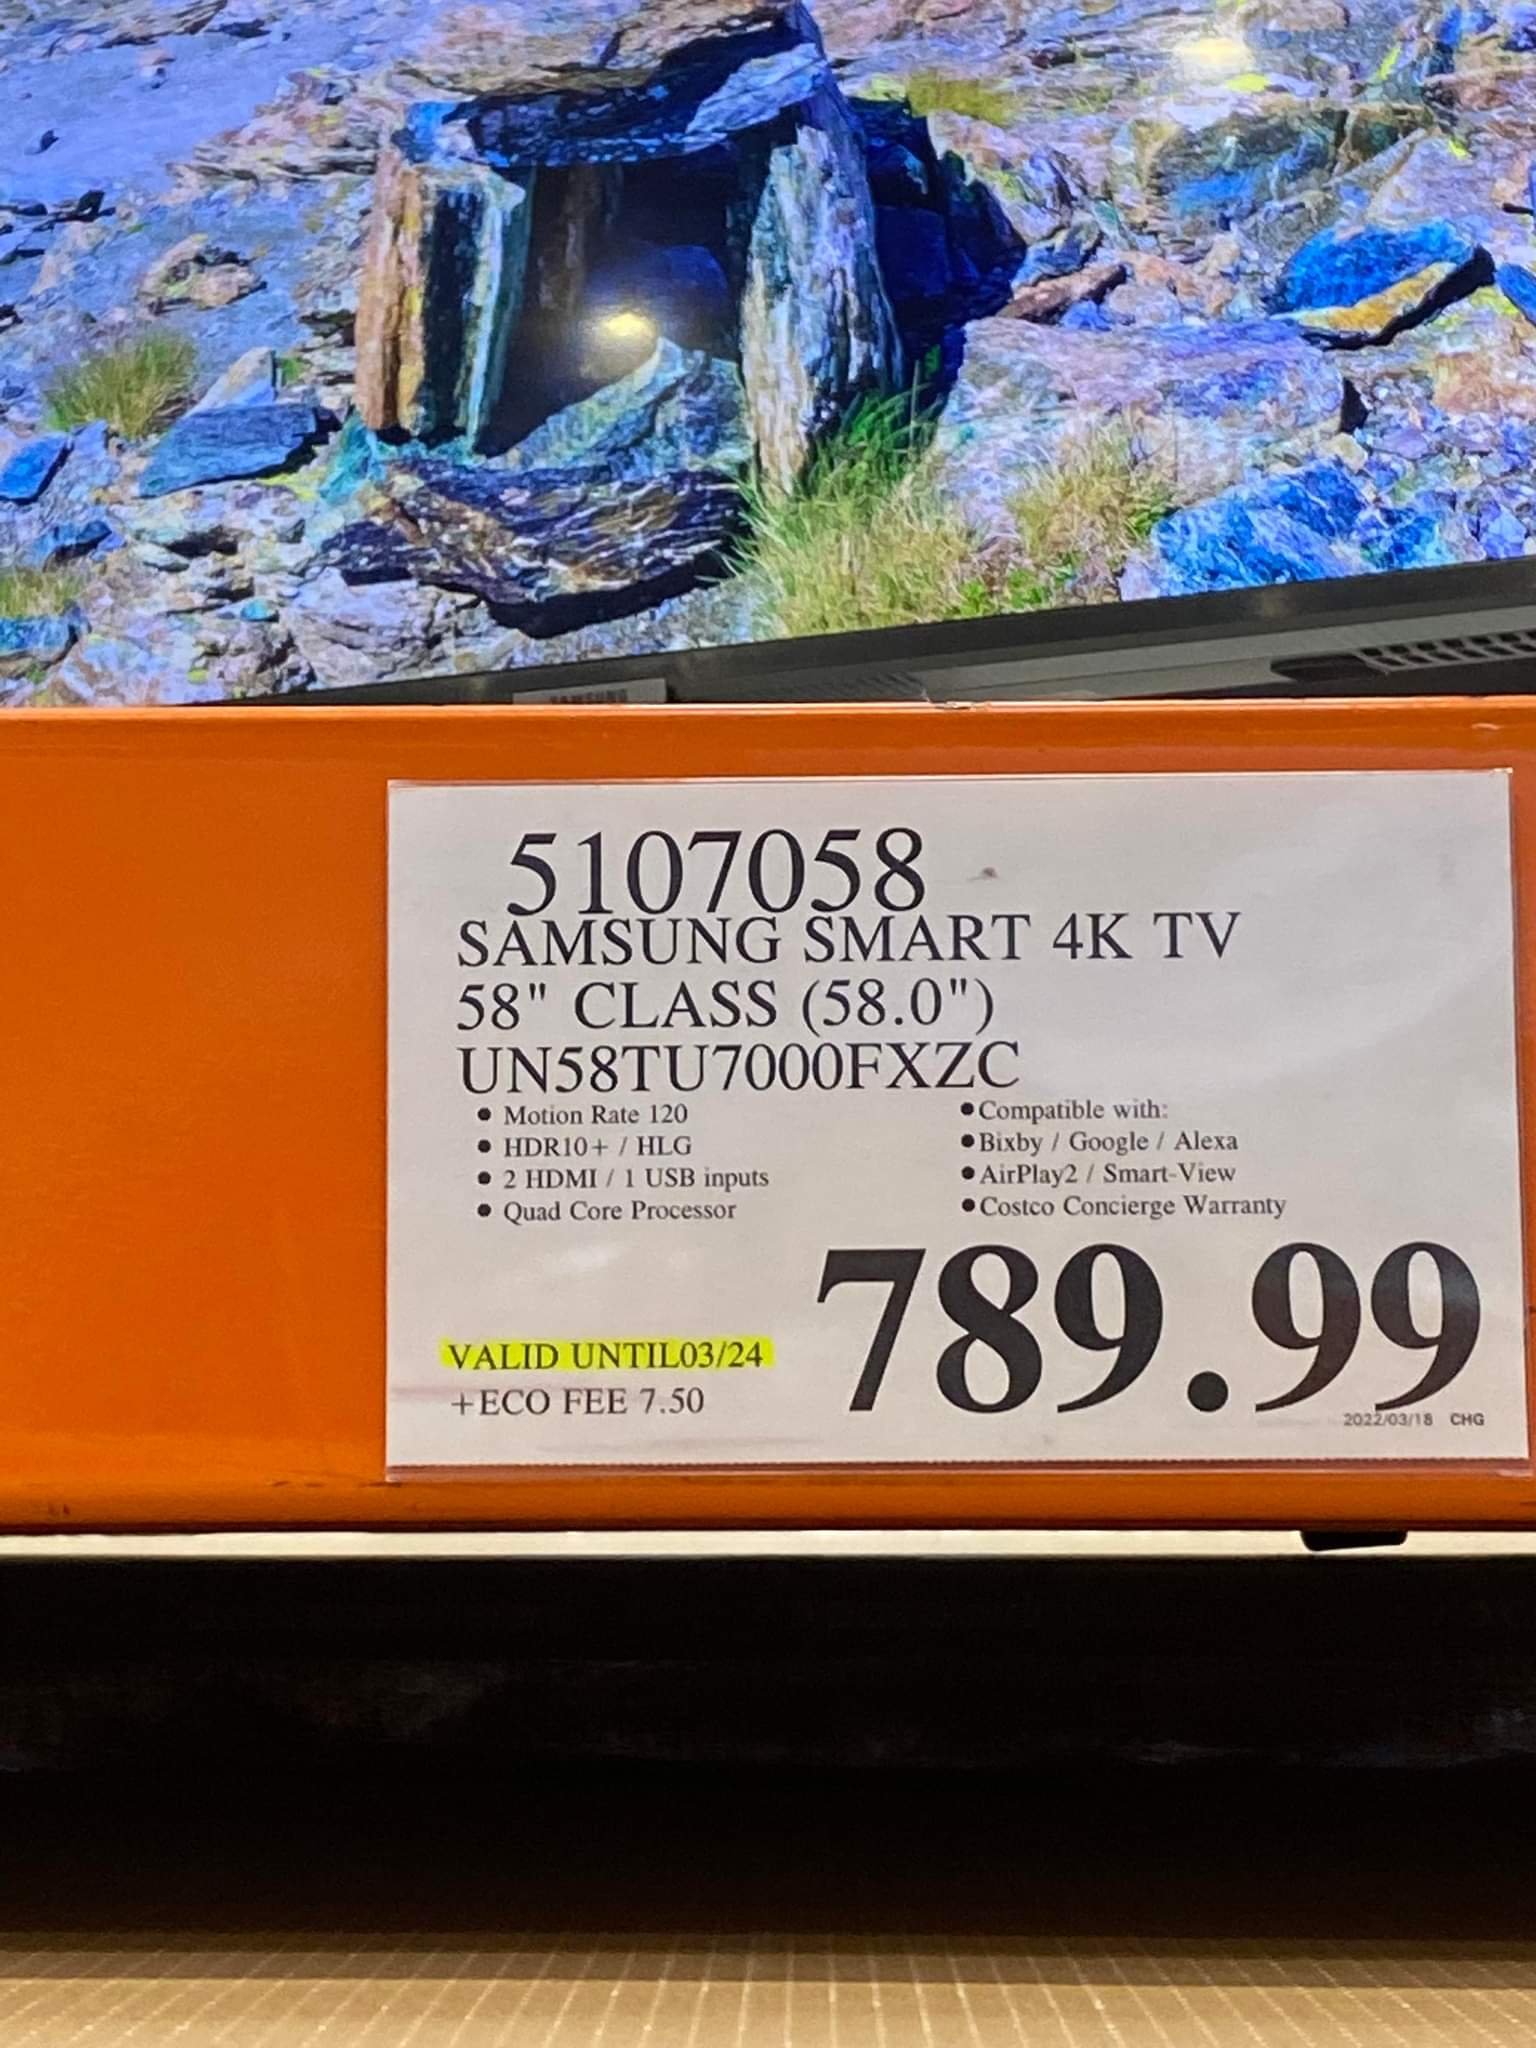 SAMSUNG
5107058
SAMSUNG SMART 4K TV
58" CLASS (58.0")
UN58TU7000FXZC
• Motion Rate 120
• HDR10+ / HLG
• 2 HDMI / 1 USB inputs
• Quad Core Processor
• Compatible with:
• Bixby / Google / Alexa
• AirPlay2 / Smart-View
• Costco Concierge Warranty
789.99
VALID UNTIL03/24
+ECO FEE 7.50
2022/03/18 CHG